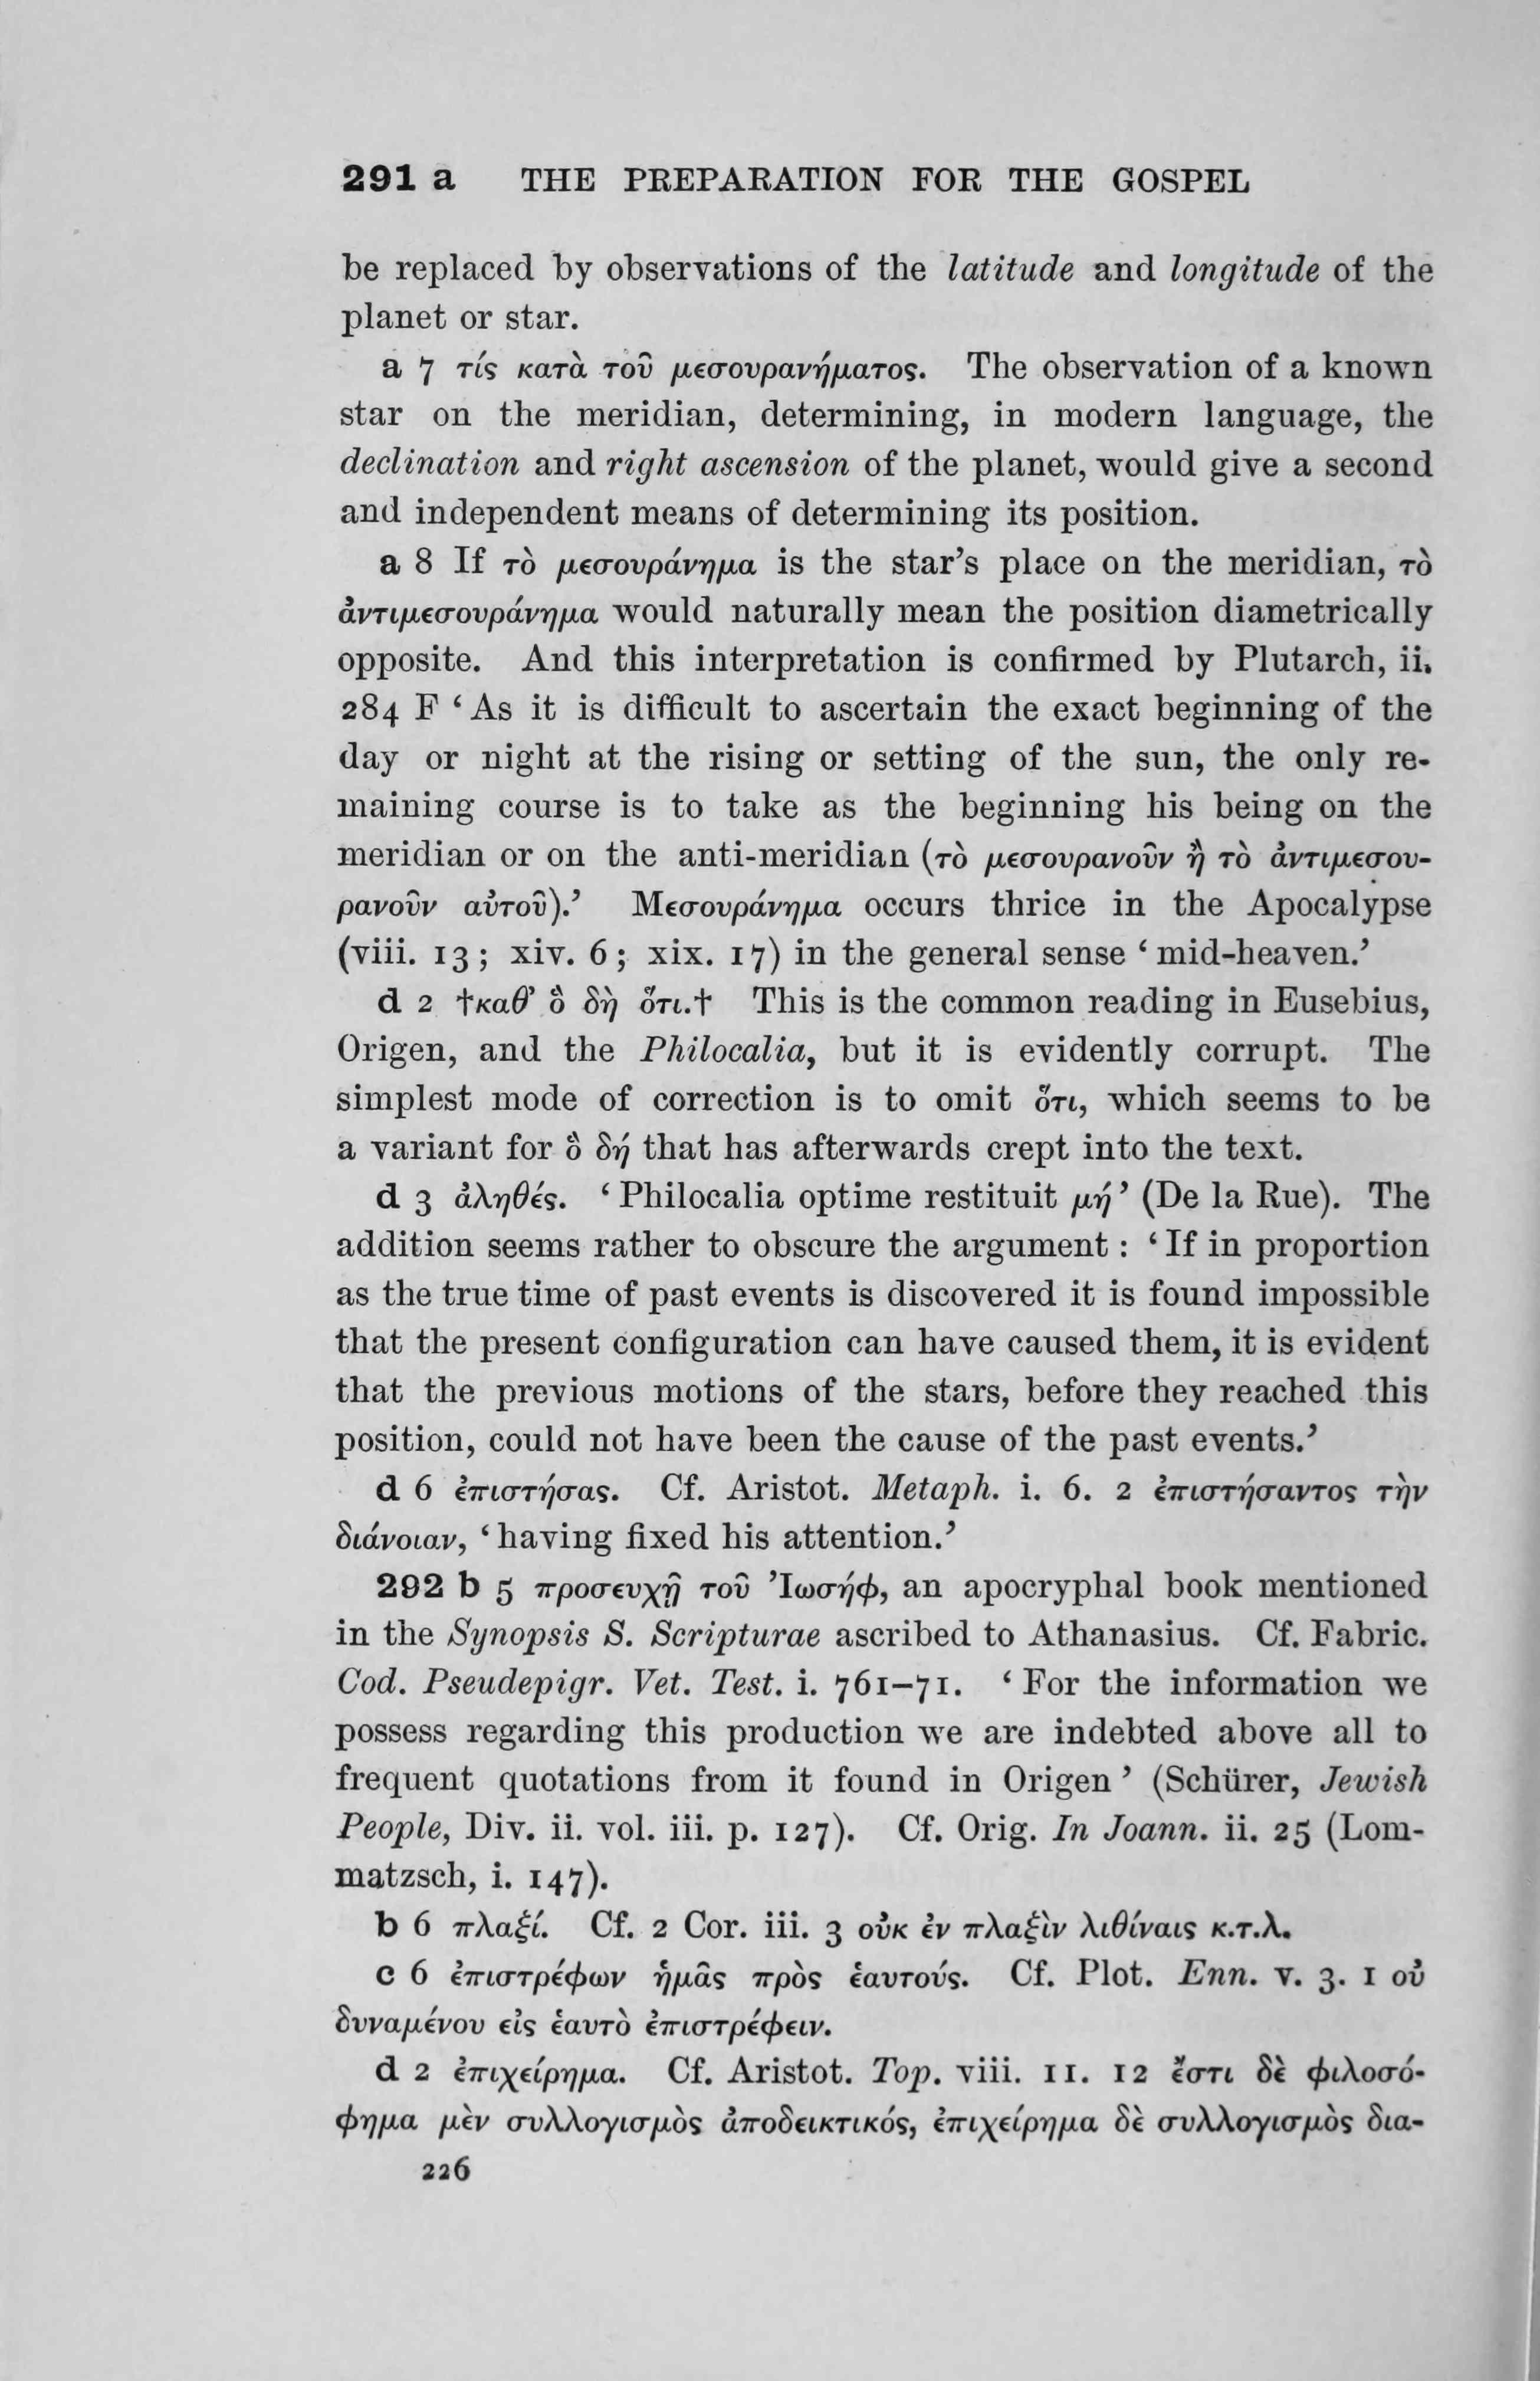 291 a THE PREPARATION FOR THE GOSPEL
be replaced by observations of the latitude and longitude of the
planet or star.
a 7 τίς κατὰ τοῦ μεσουρανήματος. The observation of a known
star on the meridian, determining, in modern language, the
declination and right ascension of the planet, would give a second
and independent means of determining its position.
a 8 If τὸ μεσουράνημα is the star's place on the meridian, τὸ
ἀντιμεσουράνημα would naturally mean the position diametrically
opposite. And this interpretation is confirmed by Plutarch, ii.
284 F ‘As it is difficult to ascertain the exact beginning of the
day or night at the rising or setting of the sun, the only re-
maining course is to take as the beginning his being on the
meridian or on the anti-meridian (τὸ μεσουρανοῦν ἢ τὸ ἀντιμεσου-
ρανοῦν αὐτοῦ).’ Μεσουράνημα occurs thrice in the Apocalypse
(viii. 13; xiv. 6; xix. 17) in the general sense ‘mid-heaven.’
d 2 †καθ’ ὃ δὴ ὅτι.† This is the common reading in Eusebius,
Origen, and the Philocalia, but it is evidently corrupt. The
simplest mode of correction is to omit ὅτι, which seems to be
a variant for ὃ δή that has afterwards crept into the text.
d 3 ἀληθές. ‘Philocalia optime restituit μή’ (De la Rue). The
addition seems rather to obscure the argument: ‘If in proportion
as the true time of past events is discovered it is found impossible
that the present configuration can have caused them, it is evident
that the previous motions of the stars, before they reached this
position, could not have been the cause of the past events.’
d 6 ἐπιστήσας. Cf. Aristot. Metaph. i. 6. 2 ἐπιστήσαντος τὴν
διάνοιαν, ‘having fixed his attention.’
292 b 5 προσευχῇ τοῦ Ἰωσήφ, an apocryphal book mentioned
in the Synopsis S. Scripturae ascribed to Athanasius. Cf. Fabric.
Cod. Pseudepigr. Vet. Test. i. 761–71. ‘For the information we
possess regarding this production we are indebted above all to
frequent quotations from it found in Origen’ (Schürer, Jewish
People, Div. ii. vol. iii. p. 127). Cf. Orig. In Joann. ii. 25 (Lom-
matzsch, i. 147).
b 6 πλαξί. Cf. 2 Cor. iii. 3 οὐκ ἐν πλαξὶν λιθίναις κ.τ.λ.
c 6 ἐπιστρέφων ἡμᾶς πρὸς ἑαυτούς. Cf. Plot. Enn. v. 3. 1 οὐ
δυναμένου εἰς ἑαυτὸ ἐπιστρέφειν.
d 2 ἐπιχείρημα. Cf. Aristot. Top. viii. 11. 12 ἔστι δὲ φιλοσό-
φημα μὲν συλλογισμὸς ἀποδεικτικός, ἐπιχείρημα δὲ συλλογισμὸς δια-
226